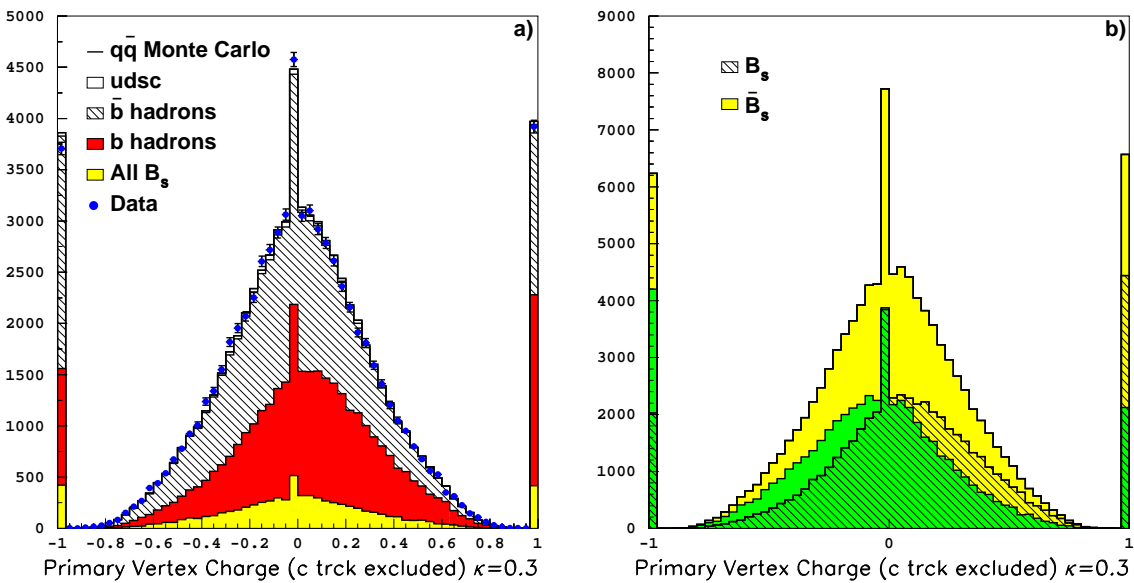 a)
— qq̄ Monte Carlo
udsc
b̄ hadrons
b hadrons
All Bₛ
Data
5000
4500
4000
3500
3000
2500
2000
1500
1000
500
0
-1 -0.8 -0.6 -0.4 -0.2 0 0.2 0.4 0.6 0.8 1
Primary Vertex Charge (c trck excluded) κ=0.3
b)
Bₛ
B̄ₛ
9000
8000
7000
6000
5000
4000
3000
2000
1000
0
-1 0 1
Primary Vertex Charge (c trck excluded) κ=0.3